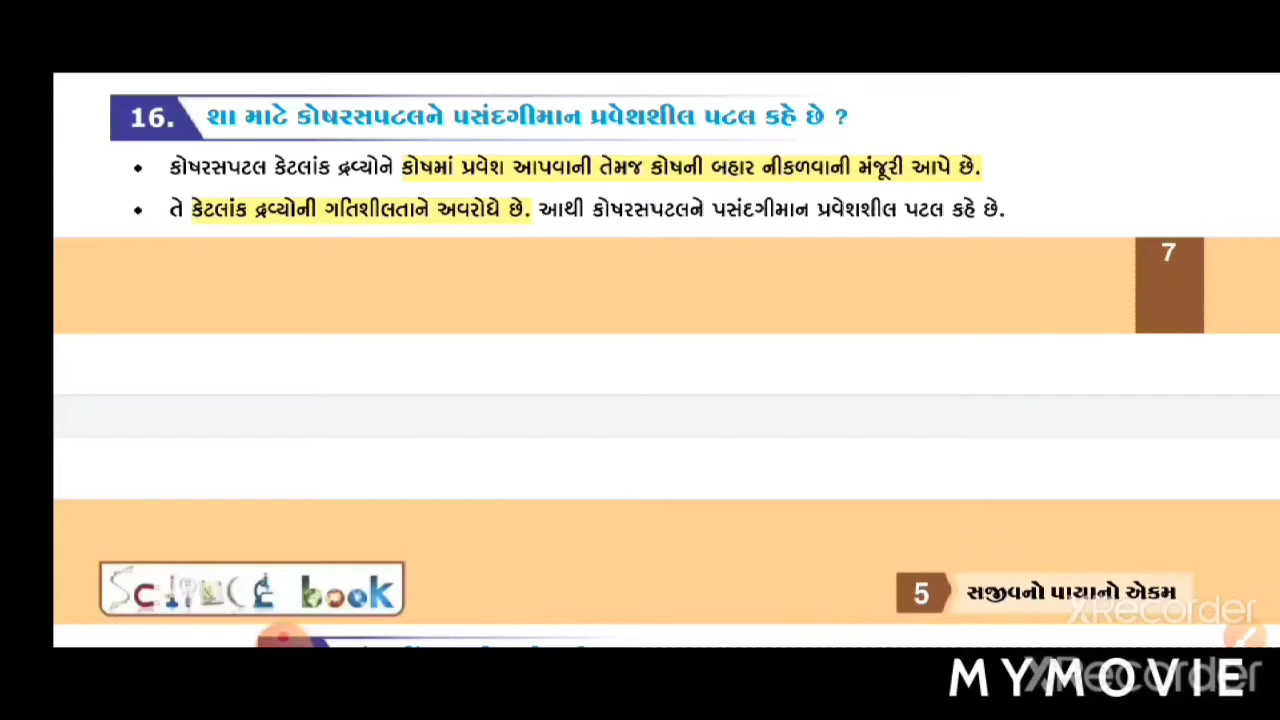 16. શા માટે કોષરસપટલને પસંદગીમાન પ્રવેશશીલ પટલ કહે છે ?
• કોષરસપટલ કેટલાંક દ્રવ્યોને કોષમાં પ્રવેશ આપવાની તેમજ કોષની બહાર નીકળવાની મંજૂરી આપે છે.
• તે કેટલાંક દ્રવ્યોની ગતિશીલતાને અવરોધે છે. આથી કોષરસપટલને પસંદગીમાન પ્રવેશશીલ પટલ કહે છે.
7
Science book
5 સજીવનો પાયાનો એકમ
XRecorder
MYMOVIE
XRecorder